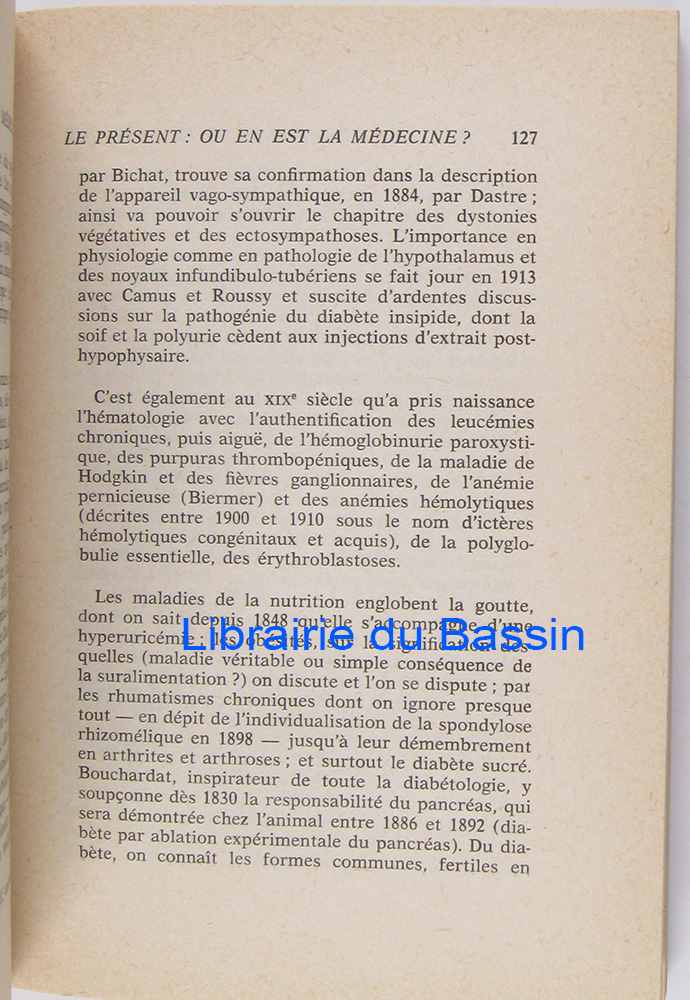 LE PRÉSENT : OU EN EST LA MÉDECINE ? 127
par Bichat, trouve sa confirmation dans la description
de l'appareil vago-sympathique, en 1884, par Dastre ;
ainsi va pouvoir s'ouvrir le chapitre des dystonies
végétatives et des ectosympathoses. L'importance en
physiologie comme en pathologie de l'hypothalamus et
des noyaux infundibulo-tubériens se fait jour en 1913
avec Camus et Roussy et suscite d'ardentes discus-
sions sur la pathogénie du diabète insipide, dont la
soif et la polyurie cèdent aux injections d'extrait post-
hypophysaire.
C'est également au XIXe siècle qu'a pris naissance
l'hématologie avec l'authentification des leucémies
chroniques, puis aiguë, de l'hémoglobinurie paroxysti-
que, des purpuras thrombopéniques, de la maladie de
Hodgkin et des fièvres ganglionnaires, de l'anémie
pernicieuse (Biermer) et des anémies hémolytiques
(décrites entre 1900 et 1910 sous le nom d'ictères
hémolytiques congénitaux et acquis), de la polyglo-
bulie essentielle, des érythroblastoses.
Les maladies de la nutrition englobent la goutte,
dont on sait depuis 1848 qu'elle s'accompagne d'une
hyperuricémie ; les obésités, sur la signification des-
Librairie du Bassin
quelles (maladie véritable ou simple conséquence de
la suralimentation ?) on discute et l'on se dispute ; par
les rhumatismes chroniques dont on ignore presque
tout — en dépit de l'individualisation de la spondylose
rhizomélique en 1898 — jusqu'à leur démembrement
en arthrites et arthroses ; et surtout le diabète sucré.
Bouchardat, inspirateur de toute la diabétologie, y
soupçonne dès 1830 la responsabilité du pancréas, qui
sera démontrée chez l'animal entre 1886 et 1892 (dia-
bète par ablation expérimentale du pancréas). Du dia-
bète, on connaît les formes communes, fertiles en